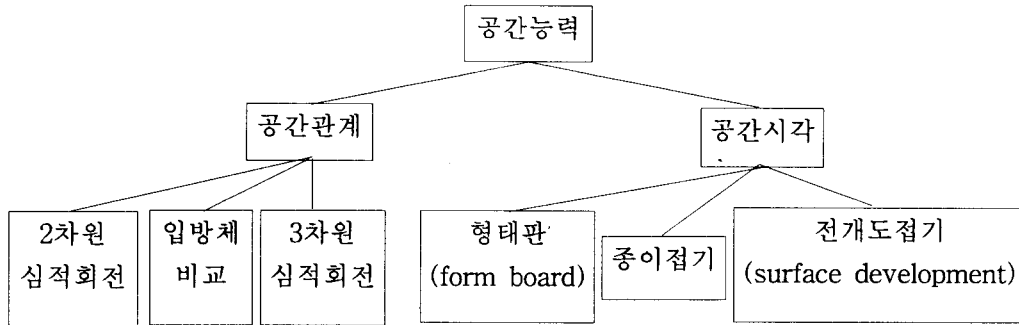 공간능력
공간관계
공간시각
2차원
심적회전
입방체
비교
3차원
심적회전
형태판
(form board)
종이접기
전개도접기
(surface development)